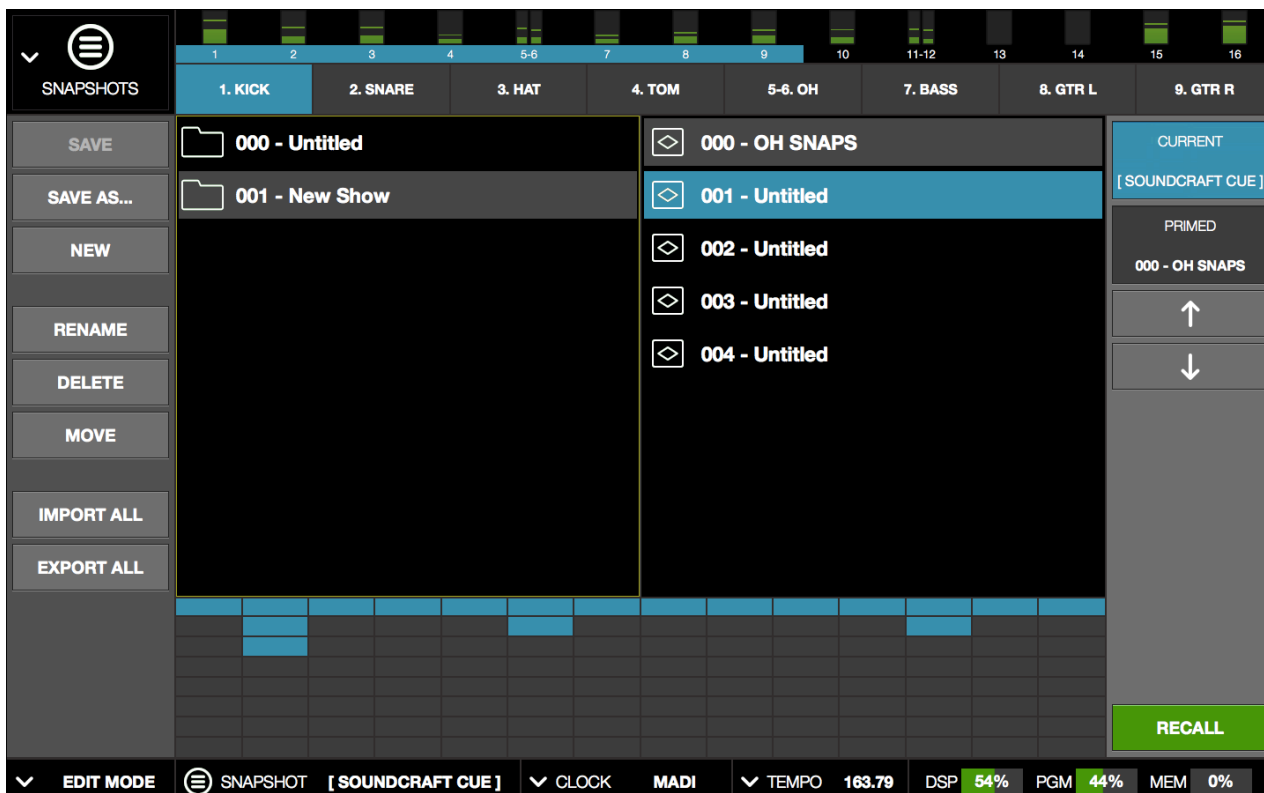 SNAPSHOTS
1 2 3 4 5-6 7 8 9 10 11-12 13 14 15 16
1. KICK 2. SNARE 3. HAT 4. TOM 5-6. OH 7. BASS 8. GTR L 9. GTR R
SAVE
SAVE AS...
NEW
RENAME
DELETE
MOVE
IMPORT ALL
EXPORT ALL
000 - Untitled
001 - New Show
000 - OH SNAPS
001 - Untitled
002 - Untitled
003 - Untitled
004 - Untitled
CURRENT
[ SOUNDCRAFT CUE ]
PRIMED
000 - OH SNAPS
RECALL
EDIT MODE SNAPSHOT [ SOUNDCRAFT CUE ] CLOCK MADI TEMPO 163.79 DSP 54% PGM 44% MEM 0%